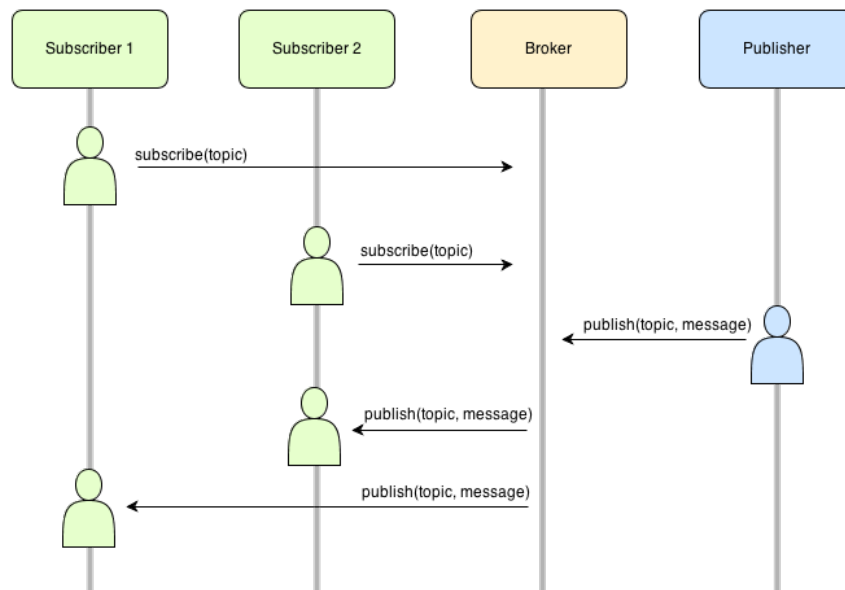 Subscriber 1
Subscriber 2
Broker
Publisher
subscribe(topic)
subscribe(topic)
publish(topic, message)
publish(topic, message)
publish(topic, message)